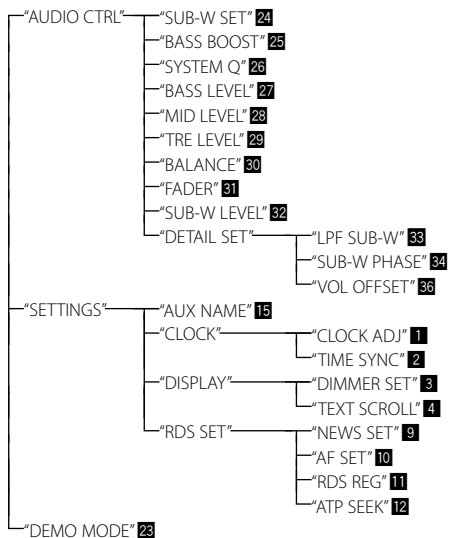 “AUDIO CTRL” “SUB-W SET” 24
“BASS BOOST” 25
“SYSTEM Q” 26
“BASS LEVEL” 27
“MID LEVEL” 28
“TRE LEVEL” 29
“BALANCE” 30
“FADER” 31
“SUB-W LEVEL” 32
“DETAIL SET” “LPF SUB-W” 33
“SUB-W PHASE” 34
“VOL OFFSET” 36
“SETTINGS” “AUX NAME” 15
“CLOCK” “CLOCK ADJ” 1
“TIME SYNC” 2
“DISPLAY” “DIMMER SET” 3
“TEXT SCROLL” 4
“RDS SET” “NEWS SET” 9
“AF SET” 10
“RDS REG” 11
“ATP SEEK” 12
“DEMO MODE” 23